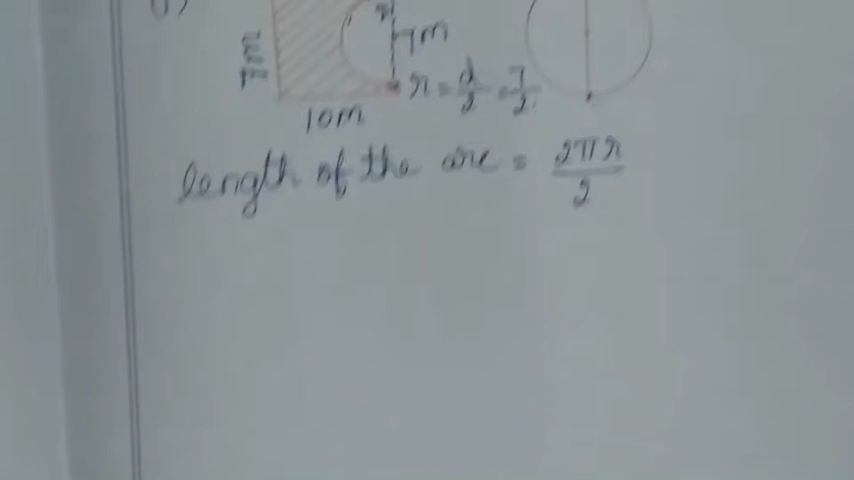 7m
7m
r = d/2 = 7/2
10m
length of the arc = 2πr/2